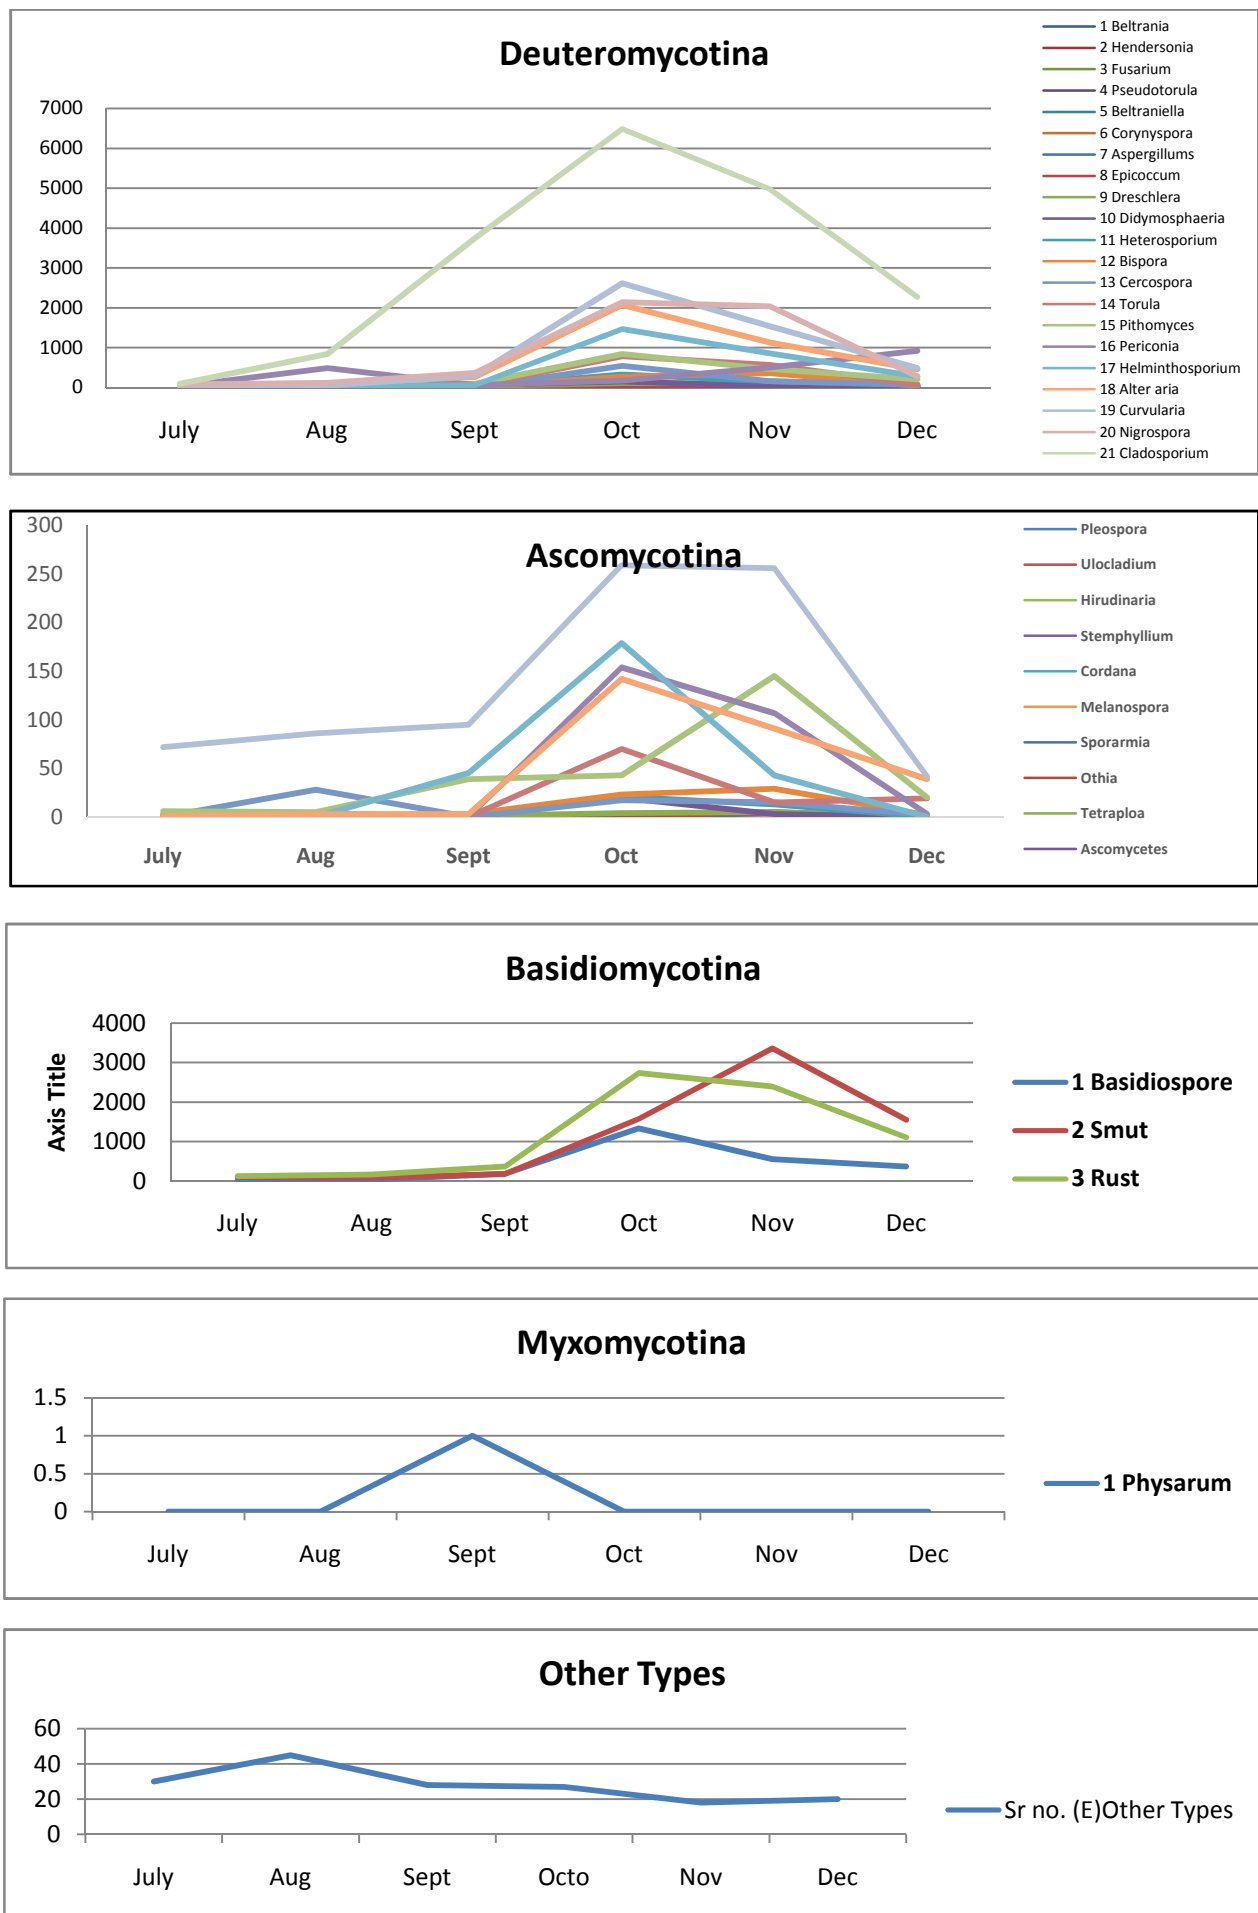 Deuteromycotina
7000
6000
5000
4000
3000
2000
1000
0
July Aug Sept Oct Nov Dec
1 Beltrania
2 Hendersonia
3 Fusarium
4 Pseudotorula
5 Beltraniella
6 Corynyspora
7 Aspergillums
8 Epicoccum
9 Dreschlera
10 Didymosphaeria
11 Heterosporium
12 Bispora
13 Cercospora
14 Torula
15 Pithomyces
16 Periconia
17 Helminthosporium
18 Alter aria
19 Curvularia
20 Nigrospora
21 Cladosporium
Ascomycotina
300
250
200
150
100
50
0
July Aug Sept Oct Nov Dec
Pleospora
Ulocladium
Hirudinaria
Stemphyllium
Cordana
Melanospora
Sporarmia
Othia
Tetraploa
Ascomycetes
Basidiomycotina
Axis Title
4000
3000
2000
1000
0
July Aug Sept Oct Nov Dec
1 Basidiospore
2 Smut
3 Rust
Myxomycotina
1.5
1
0.5
0
July Aug Sept Oct Nov Dec
1 Physarum
Other Types
60
40
20
0
July Aug Sept Octo Nov Dec
Sr no. (E)Other Types